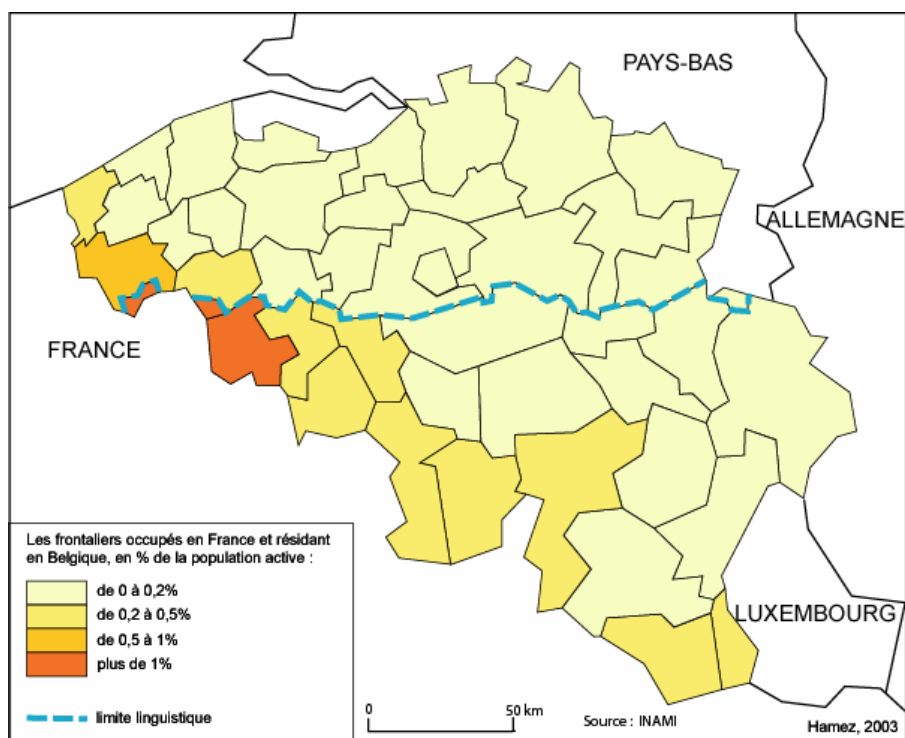 PAYS-BAS
ALLEMAGNE
FRANCE
LUXEMBOURG
Les frontaliers occupés en France et résidant
en Belgique, en % de la population active :
de 0 à 0,2%
de 0,2 à 0,5%
de 0,5 à 1%
plus de 1%
limite linguistique
0
50 km
Source : INAMI
Hamez, 2003